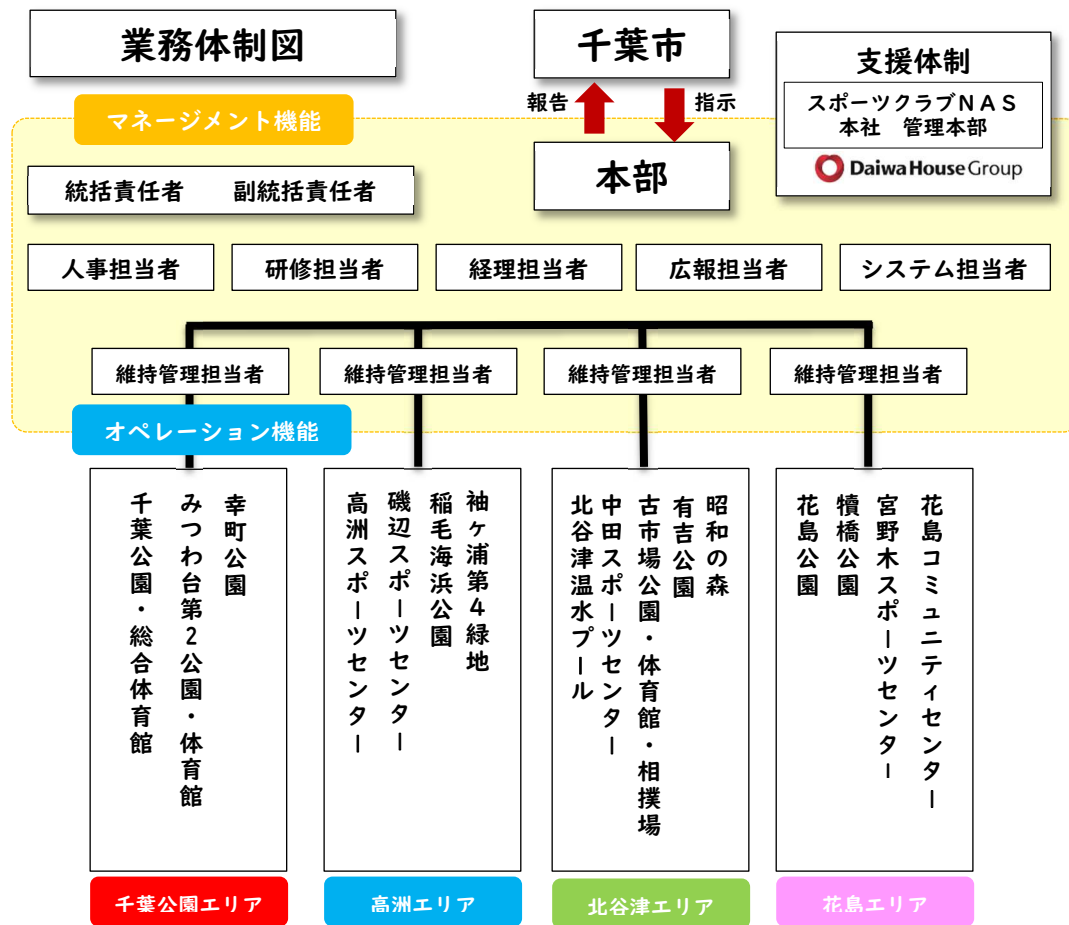 業務体制図
千葉市
報告
指示
本部
支援体制
スポーツクラブNAS
本社 管理本部
Daiwa House Group
マネージメント機能
統括責任者 副統括責任者
人事担当者
研修担当者
経理担当者
広報担当者
システム担当者
維持管理担当者
維持管理担当者
維持管理担当者
維持管理担当者
オペレーション機能
幸町公園
みつわ台第2公園・体育館
千葉公園・総合体育館
袖ヶ浦第4緑地
稲毛海浜公園
磯辺スポーツセンター
高洲スポーツセンター
昭和の森
有吉公園
古市場公園・体育館・相撲場
中田スポーツセンター
北谷津温水プール
花島コミュニティセンター
宮野木スポーツセンター
犢橋公園
花島公園
千葉公園エリア
高洲エリア
北谷津エリア
花島エリア